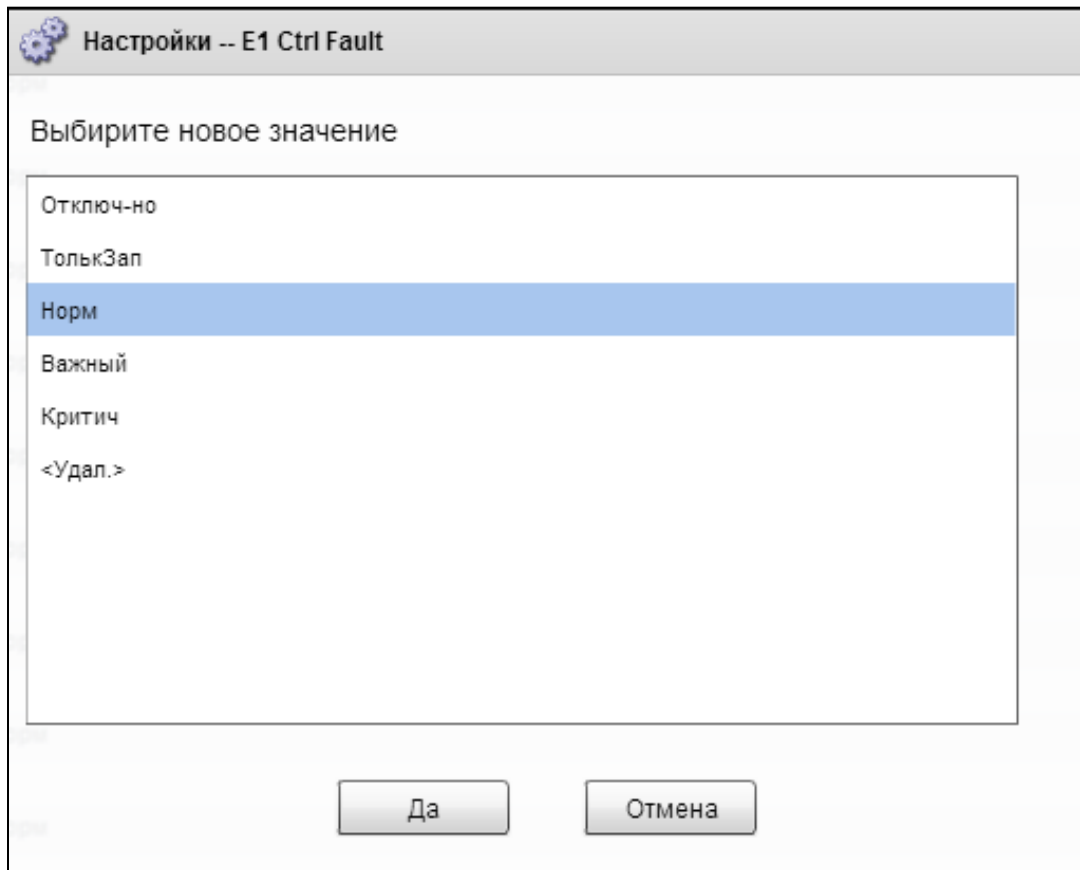 Настройки -- E1 Ctrl Fault
Выбирите новое значение
Отключ-но
ТолькЗап
Норм
Важный
Критич
<Удал.>
Да
Отмена